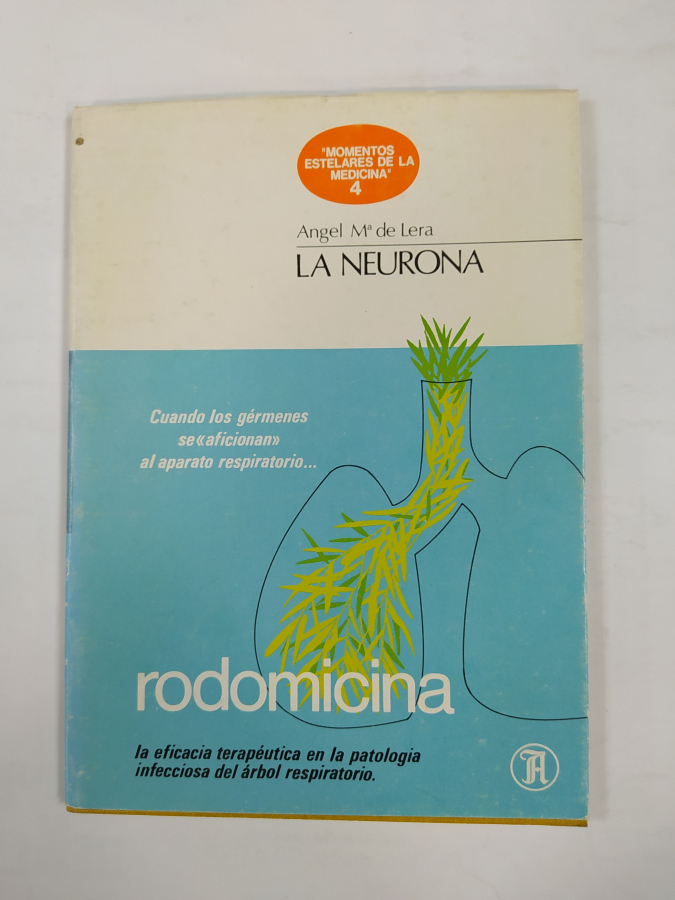 "MOMENTOS
ESTELARES DE LA
MEDICINA"
4
Angel Mª de Lera
LA NEURONA
Cuando los gérmenes
se «aficionan»
al aparato respiratorio...
rodomicina
la eficacia terapéutica en la patologia
infecciosa del árbol respiratorio.
A